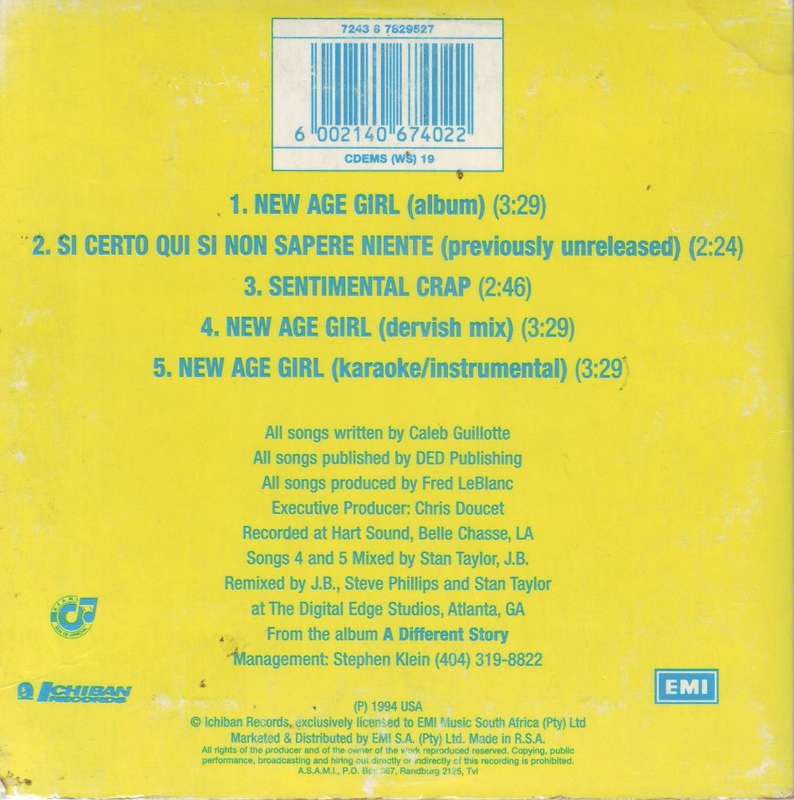 7243 8 7829527
6 002140 674022
CDEMS (WS) 19
1. NEW AGE GIRL (album) (3:29)
2. SI CERTO QUI SI NON SAPERE NIENTE (previously unreleased) (2:24)
3. SENTIMENTAL CRAP (2:46)
4. NEW AGE GIRL (dervish mix) (3:29)
5. NEW AGE GIRL (karaoke/instrumental) (3:29)
All songs written by Caleb Guillotte
All songs published by DED Publishing
All songs produced by Fred LeBlanc
Executive Producer: Chris Doucet
Recorded at Hart Sound, Belle Chasse, LA
Songs 4 and 5 Mixed by Stan Taylor, J.B.
Remixed by J.B., Steve Phillips and Stan Taylor
at The Digital Edge Studios, Atlanta, GA
From the album A Different Story
Management: Stephen Klein (404) 319-8822
ICHIBAN
RECORDS
EMI
(P) 1994 USA
© Ichiban Records, exclusively licensed to EMI Music South Africa (Pty) Ltd
Marketed & Distributed by EMI S.A. (Pty) Ltd. Made in R.S.A.
All rights of the producer and of the owner of the work reproduced reserved. Copying, public
performance, broadcasting and hiring out directly or indirectly of this recording is prohibited.
A.S.A.M.I., P.O. Box 367, Randburg 2125, Tvl